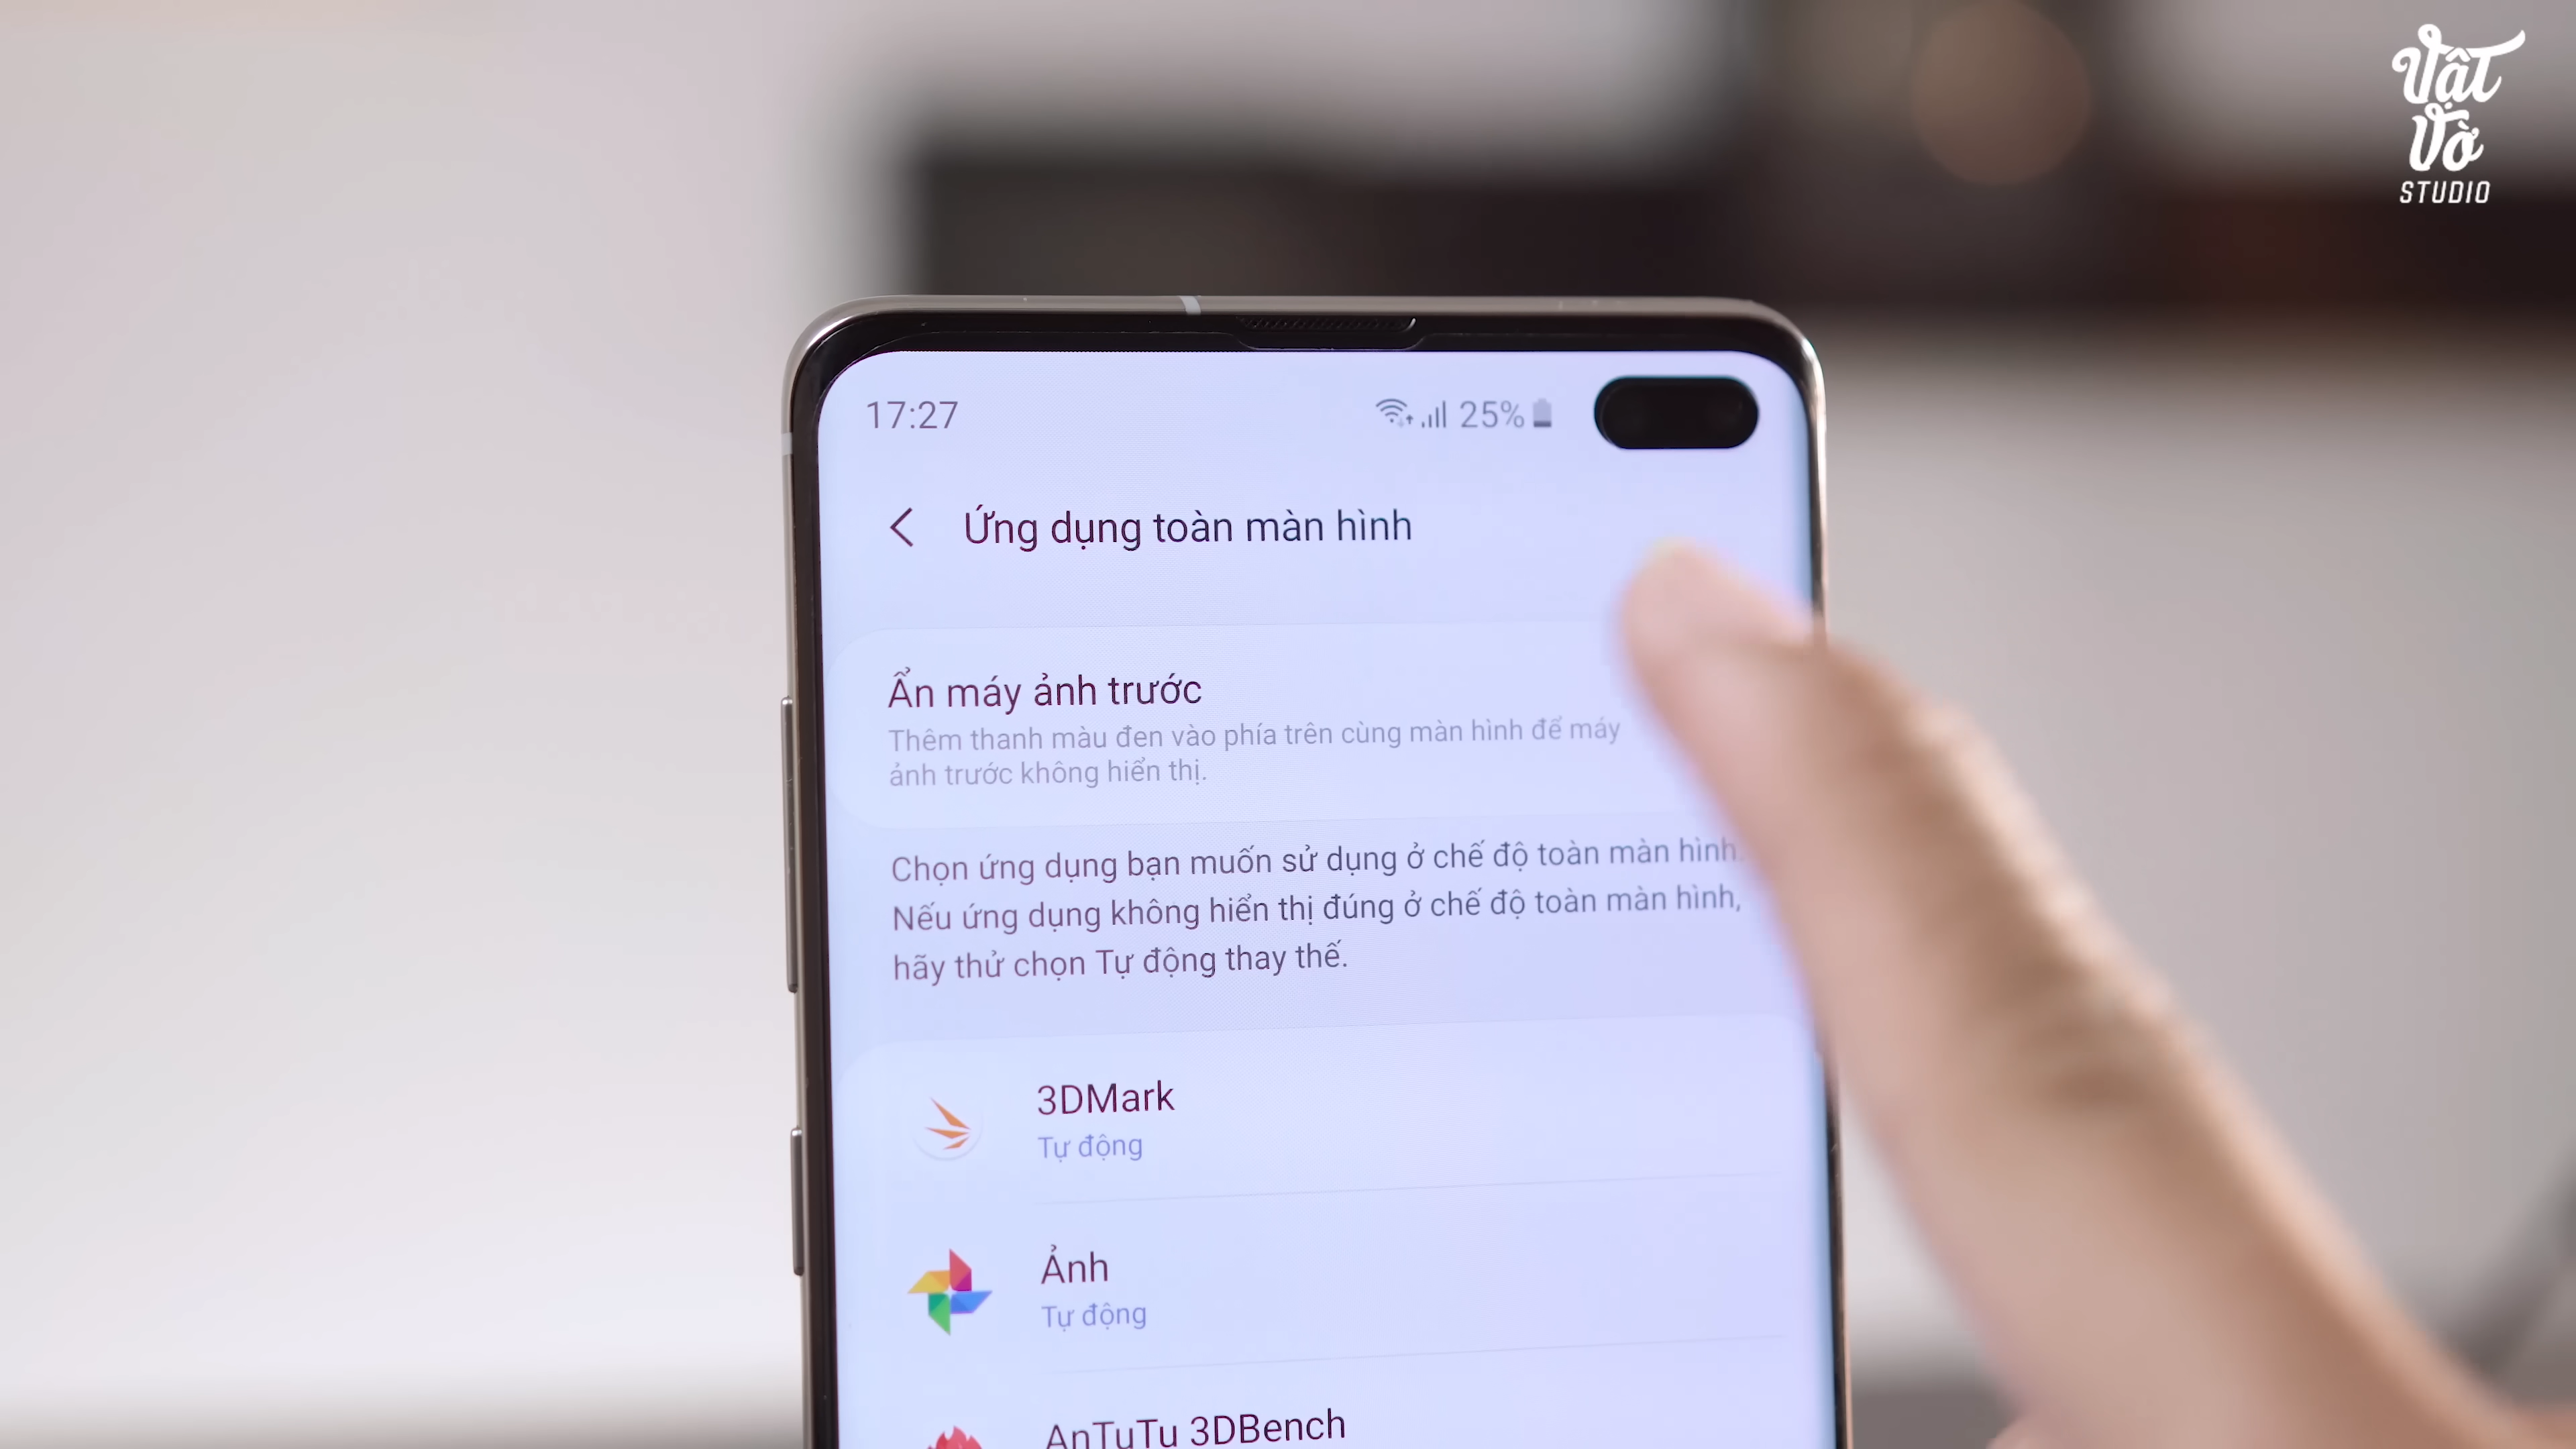 Vật
Vờ
STUDIO
17:27
25%
Ứng dụng toàn màn hình
Ẩn máy ảnh trước
Thêm thanh màu đen vào phía trên cùng màn hình để máy
ảnh trước không hiển thị.
Chọn ứng dụng bạn muốn sử dụng ở chế độ toàn màn hình.
Nếu ứng dụng không hiển thị đúng ở chế độ toàn màn hình,
hãy thử chọn Tự động thay thế.
3DMark
Tự động
Ảnh
Tự động
AnTuTu 3DBench